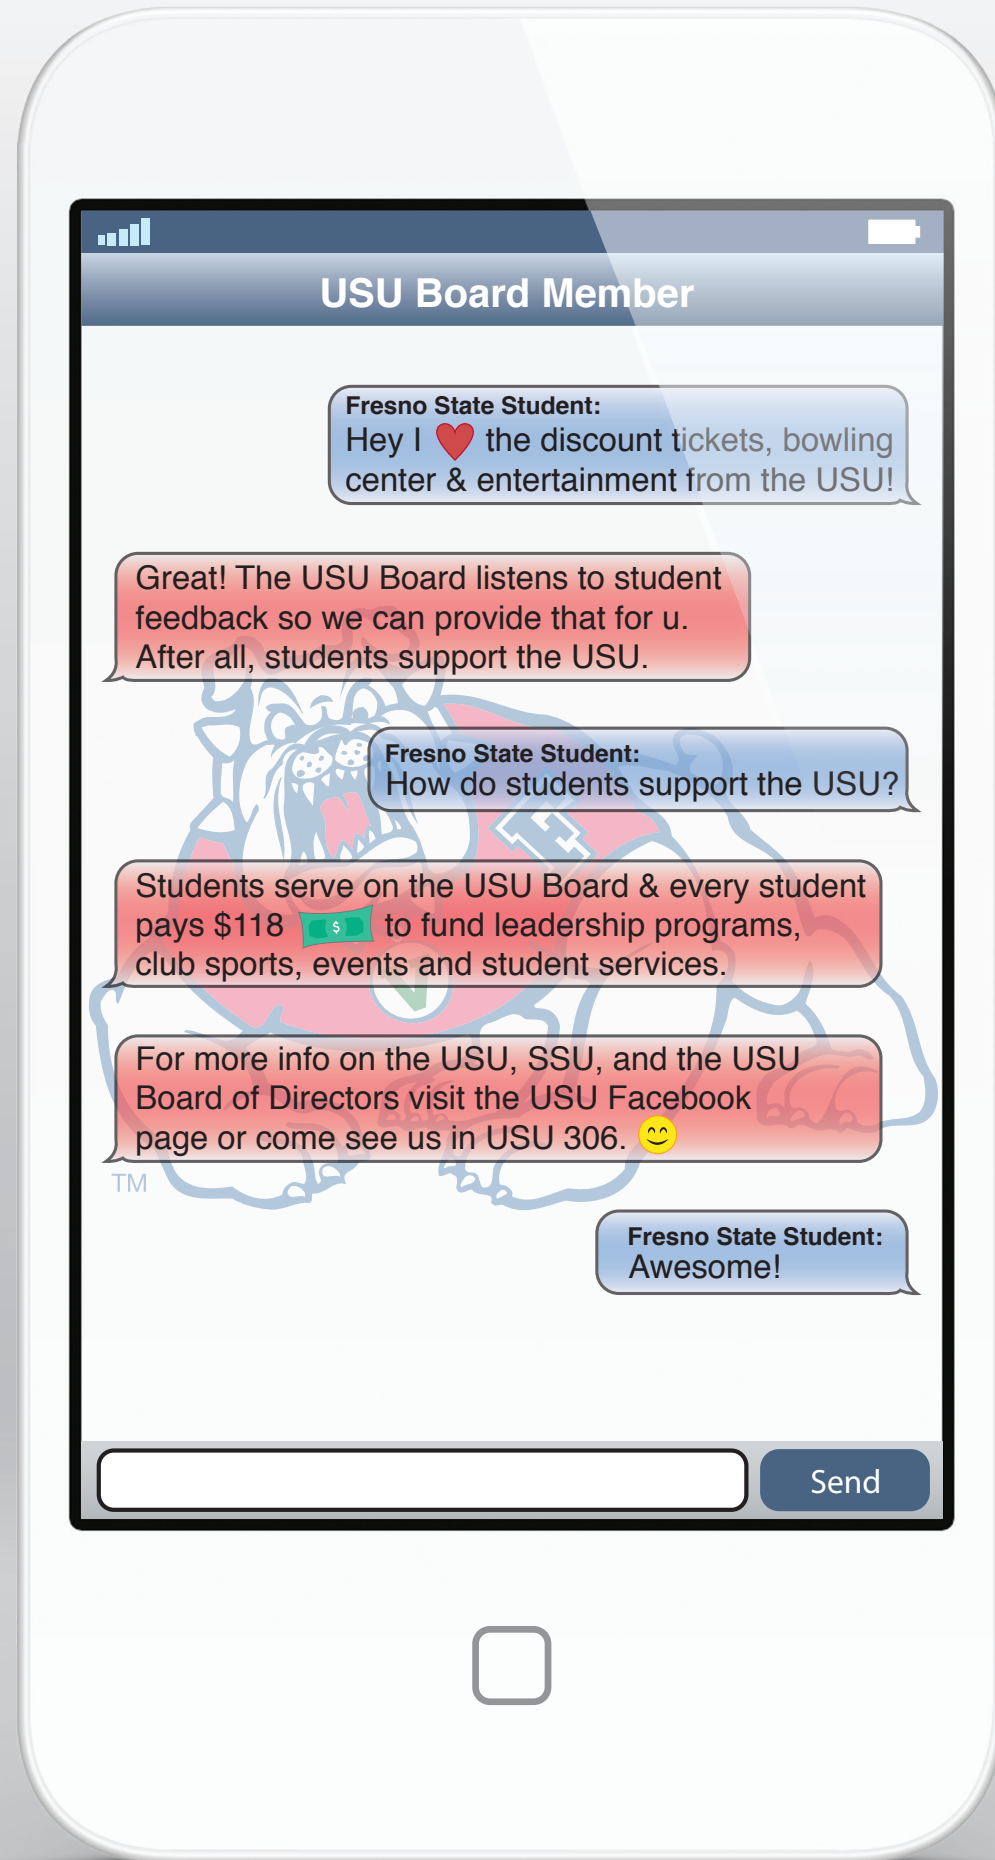 USU Board Member
Fresno State Student:
Hey I ❤️ the discount tickets, bowling
center & entertainment from the USU!
Great! The USU Board listens to student
feedback so we can provide that for u.
After all, students support the USU.
Fresno State Student:
How do students support the USU?
Students serve on the USU Board & every student
pays $118 💵 to fund leadership programs,
club sports, events and student services.
For more info on the USU, SSU, and the USU
Board of Directors visit the USU Facebook
page or come see us in USU 306. 😊
TM
Fresno State Student:
Awesome!
Send
F
V